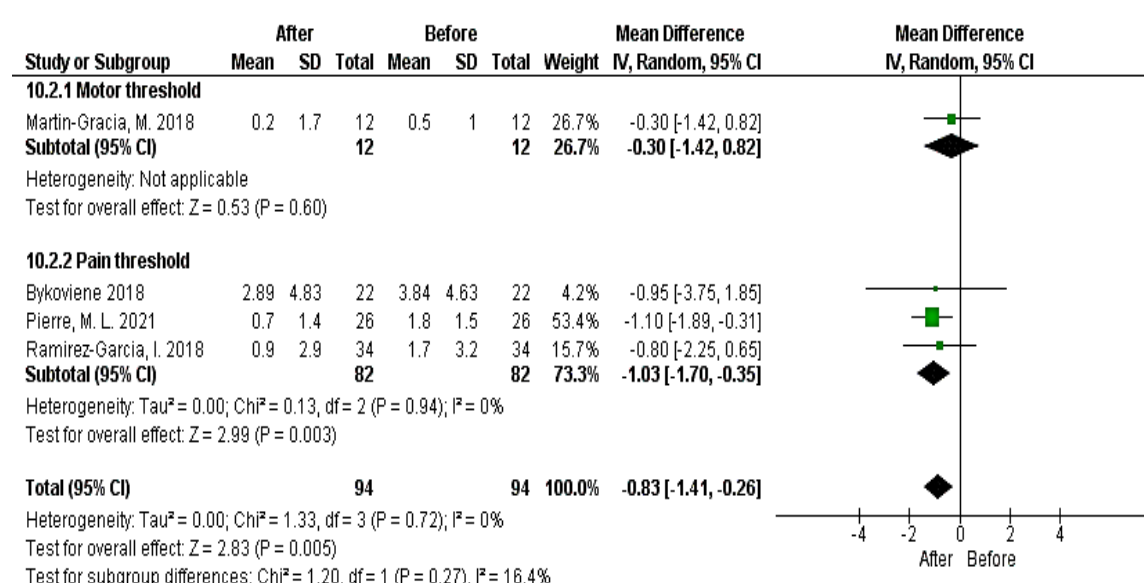 After Before Mean Difference Mean Difference
Study or Subgroup Mean SD Total Mean SD Total Weight IV, Random, 95% CI IV, Random, 95% CI
10.2.1 Motor threshold
Martin-Gracia, M. 2018 0.2 1.7 12 0.5 1 12 26.7% -0.30 [-1.42, 0.82]
Subtotal (95% CI) 12 12 26.7% -0.30 [-1.42, 0.82]
Heterogeneity: Not applicable
Test for overall effect: Z = 0.53 (P = 0.60)
10.2.2 Pain threshold
Bykoviene 2018 2.89 4.83 22 3.84 4.63 22 4.2% -0.95 [-3.75, 1.85]
Pierre, M. L. 2021 0.7 1.4 26 1.8 1.5 26 53.4% -1.10 [-1.89, -0.31]
Ramirez-Garcia, I. 2018 0.9 2.9 34 1.7 3.2 34 15.7% -0.80 [-2.25, 0.65]
Subtotal (95% CI) 82 82 73.3% -1.03 [-1.70, -0.35]
Heterogeneity: Tau² = 0.00; Chi² = 0.13, df = 2 (P = 0.94); I² = 0%
Test for overall effect: Z = 2.99 (P = 0.003)
Total (95% CI) 94 94 100.0% -0.83 [-1.41, -0.26]
Heterogeneity: Tau² = 0.00; Chi² = 1.33, df = 3 (P = 0.72); I² = 0%
Test for overall effect: Z = 2.83 (P = 0.005)
Test for subgroup differences: Chi² = 1.20, df = 1 (P = 0.27), I² = 16.4%
-4 -2 0 2 4
After Before